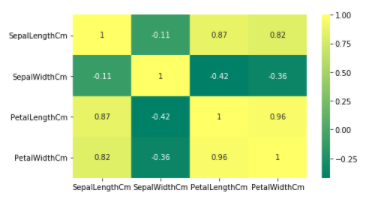 SepalLengthCm 1 -0.11 0.87 0.82
SepalWidthCm -0.11 1 -0.42 -0.36
PetalLengthCm 0.87 -0.42 1 0.96
PetalWidthCm 0.82 -0.36 0.96 1
SepalLengthCm SepalWidthCm PetalLengthCm PetalWidthCm
1.00
0.75
0.50
0.25
0.00
-0.25